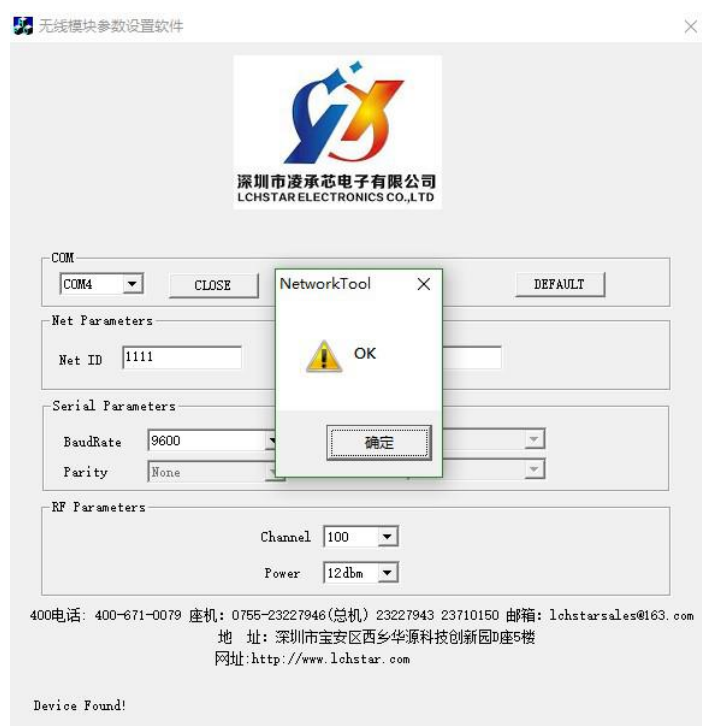 无线模块参数设置软件
深圳市凌承芯电子有限公司
LCHSTAR ELECTRONICS CO.,LTD
COM
COM4
CLOSE
DEFAULT
NetworkTool
OK
确定
Net Parameters
Net ID 1111
Serial Parameters
BaudRate 9600
Parity None
RF Parameters
Channel 100
Power 12dbm
400电话: 400-671-0079 座机: 0755-23227946(总机) 23227943 23710150 邮箱: lchstarsales@163.com
地 址: 深圳市宝安区西乡华源科技创新园D座5楼
网址:http://www.lchstar.com
Device Found!